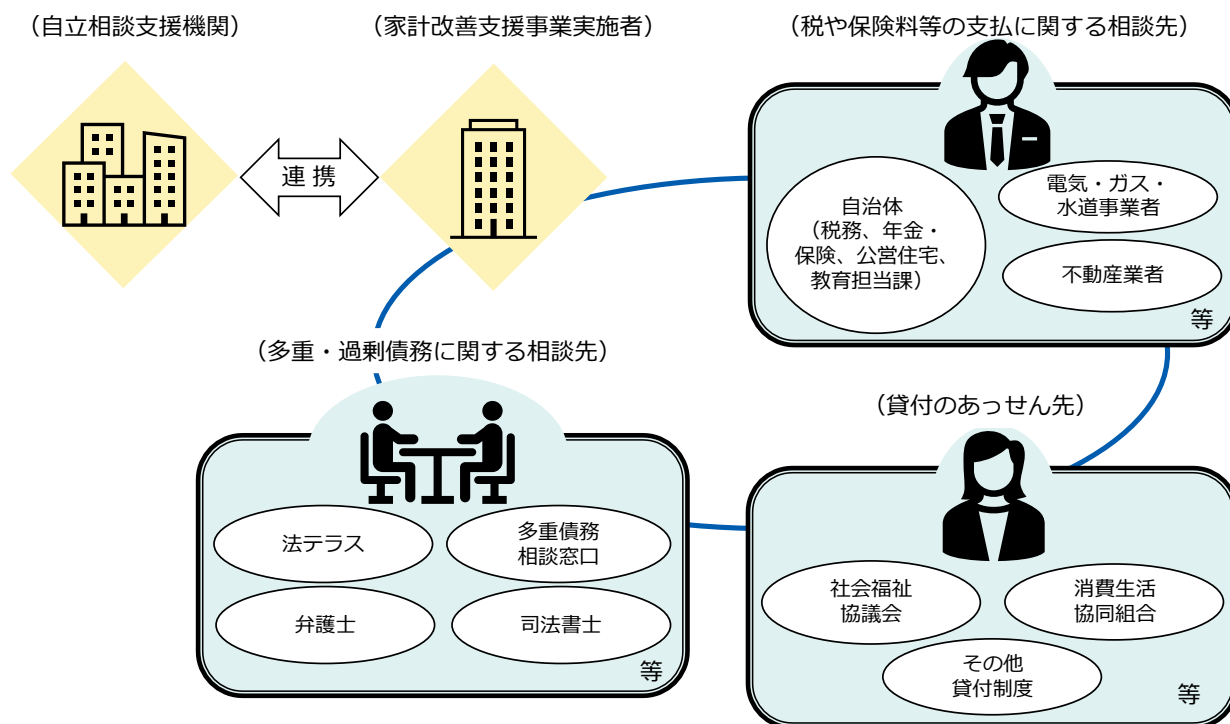 （自立相談支援機関）
（家計改善支援事業実施者）
（税や保険料等の支払に関する相談先）
連 携
自治体
（税務、年金・
保険、公営住宅、
教育担当課）
電気・ガス・
水道事業者
不動産業者
等
（多重・過剰債務に関する相談先）
法テラス
多重債務
相談窓口
弁護士
司法書士
等
（貸付のあっせん先）
社会福祉
協議会
消費生活
協同組合
その他
貸付制度
等